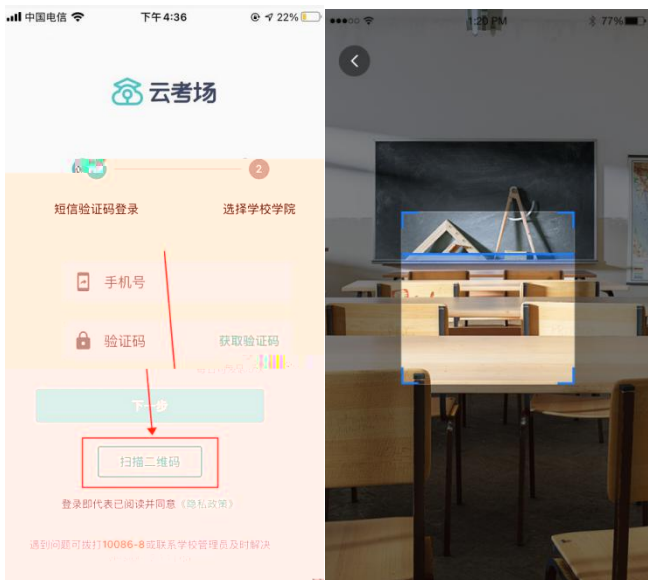 中国电信 下午4:36 22%
1:20 PM 77%
云考场
2
短信验证码登录 选择学校学院
手机号
验证码 获取验证码
下一步
扫描二维码
登录即代表已阅读并同意《隐私政策》
遇到问题可拨打10086-8或联系学校管理员及时解决